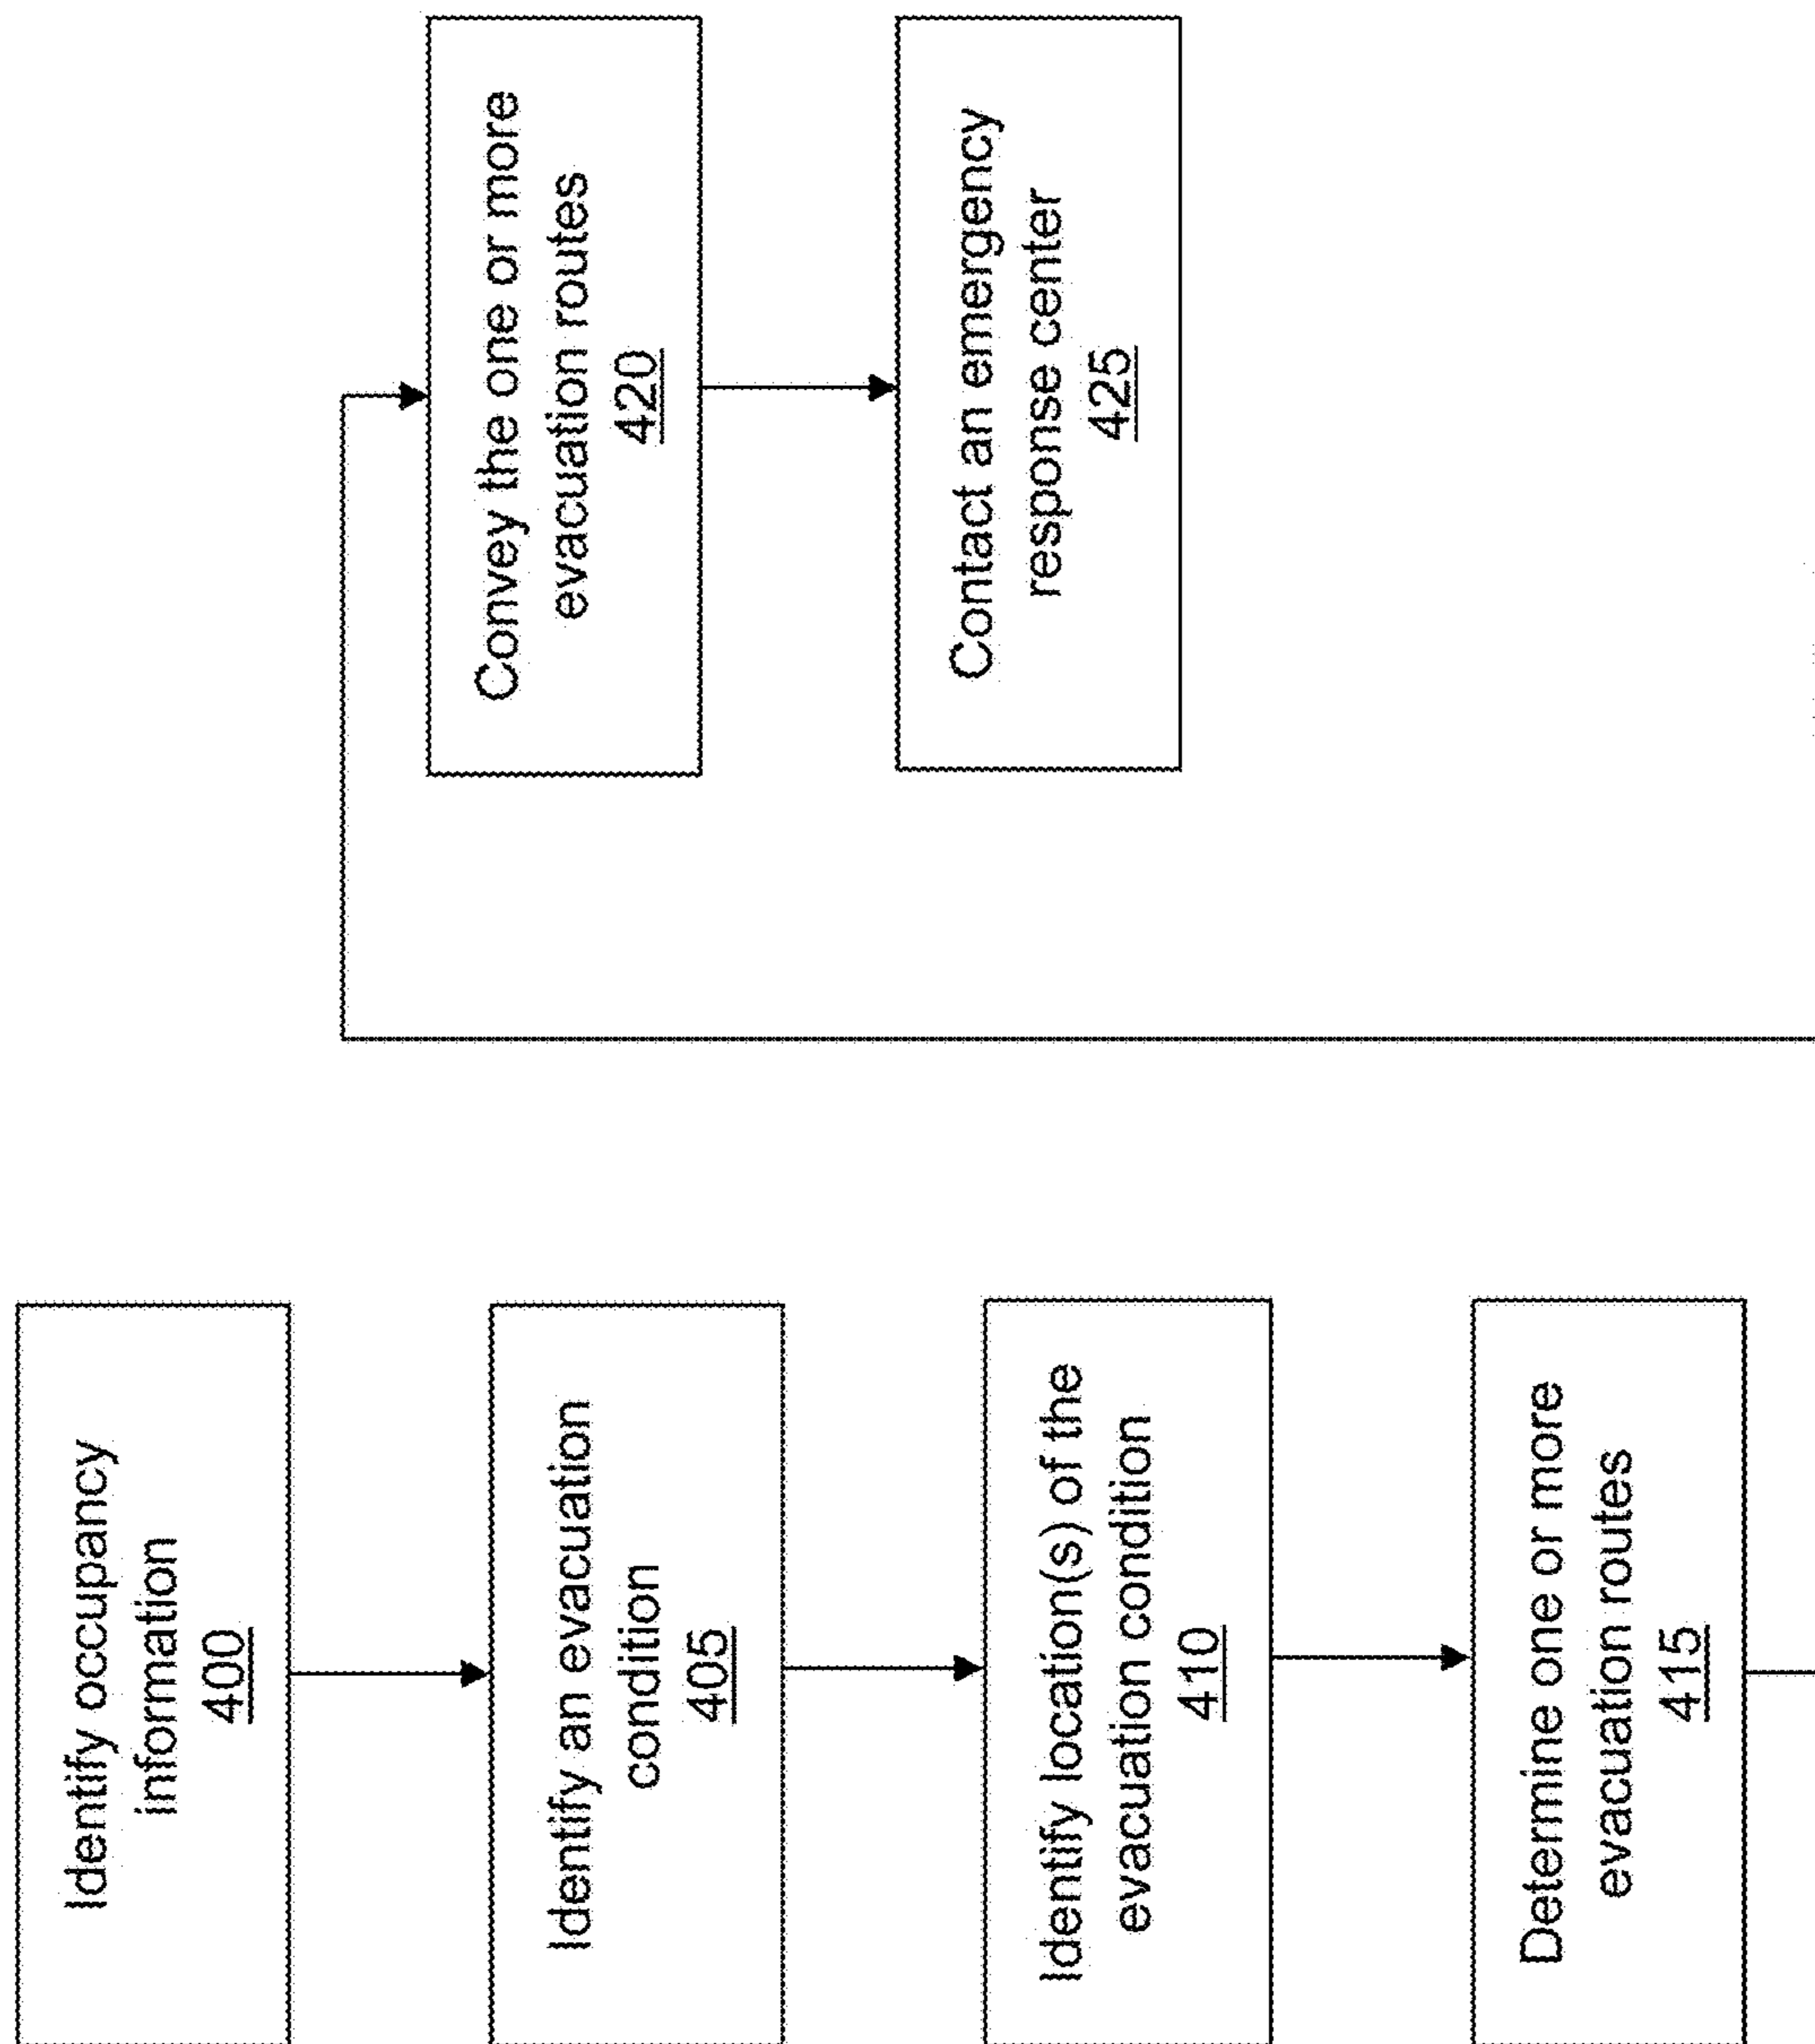 Identify occupancy
information
400
Identify an evacuation
condition
405
Identify location(s) of the
evacuation condition
410
Determine one or more
evacuation routes
415
Convey the one or more
evacuation routes
420
Contact an emergency
response center
425